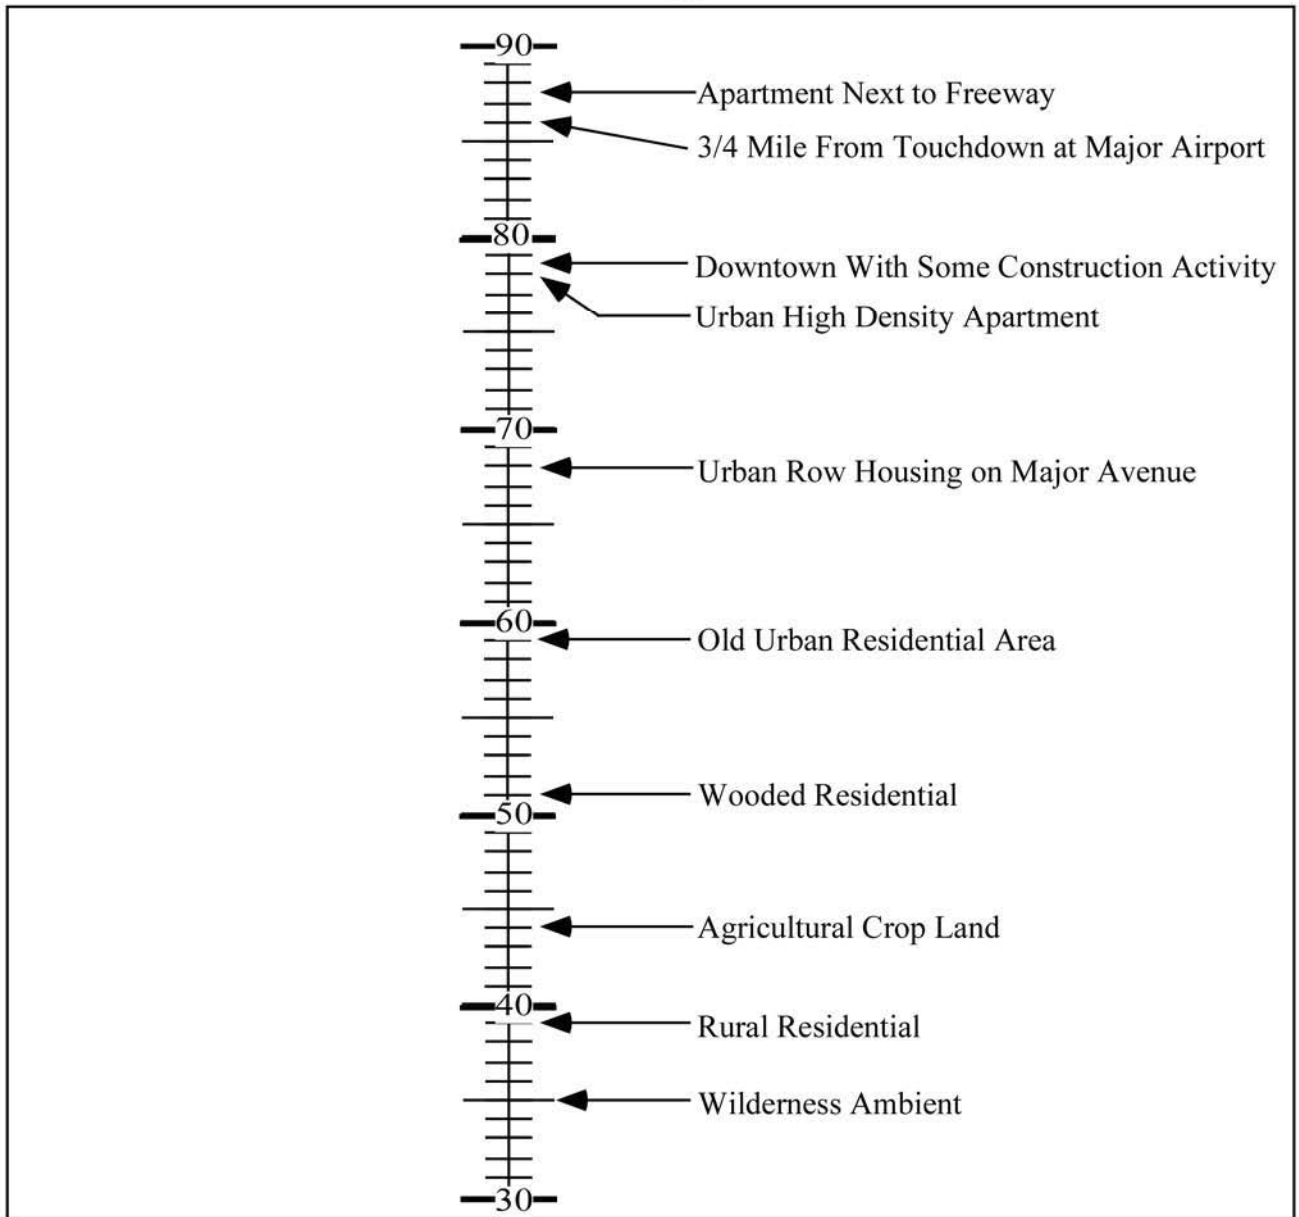 90
Apartment Next to Freeway
3/4 Mile From Touchdown at Major Airport
80
Downtown With Some Construction Activity
Urban High Density Apartment
70
Urban Row Housing on Major Avenue
60
Old Urban Residential Area
Wooded Residential
50
Agricultural Crop Land
40
Rural Residential
Wilderness Ambient
30